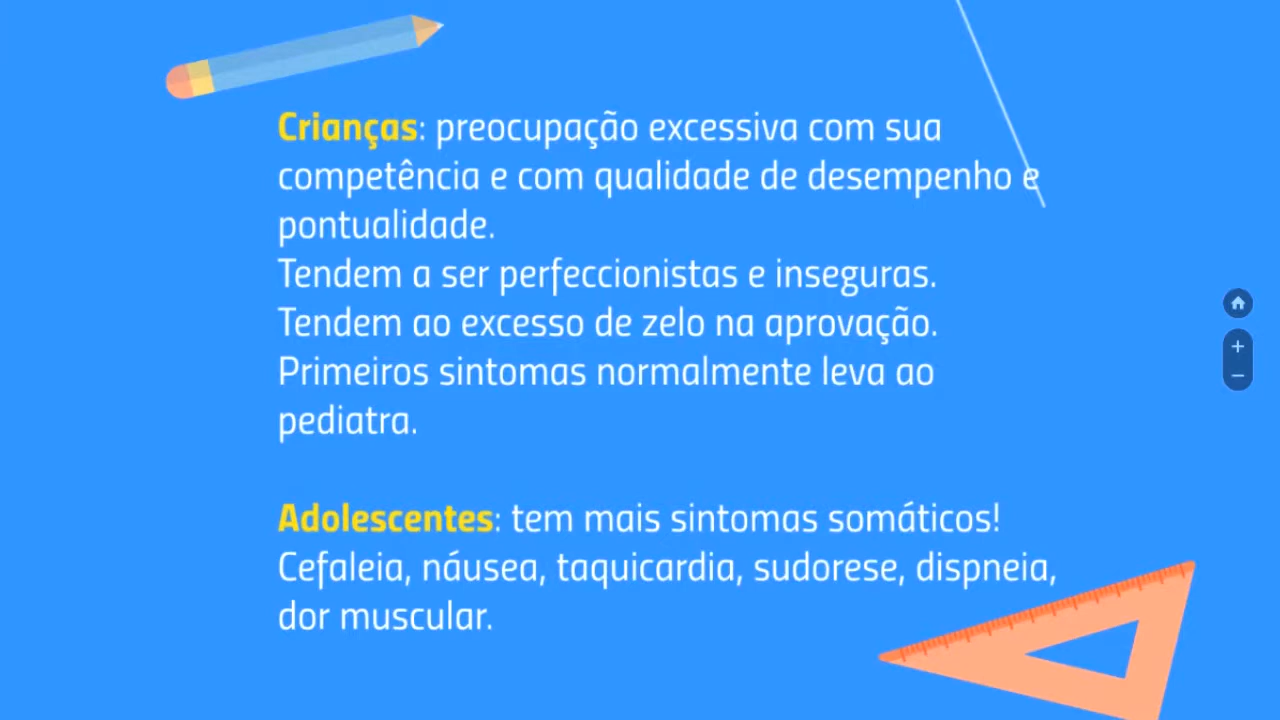 Crianças: preocupação excessiva com sua
competência e com qualidade de desempenho e
pontualidade.
Tendem a ser perfeccionistas e inseguras.
Tendem ao excesso de zelo na aprovação.
Primeiros sintomas normalmente leva ao
pediatra.
Adolescentes: tem mais sintomas somáticos!
Cefaleia, náusea, taquicardia, sudorese, dispneia,
dor muscular.